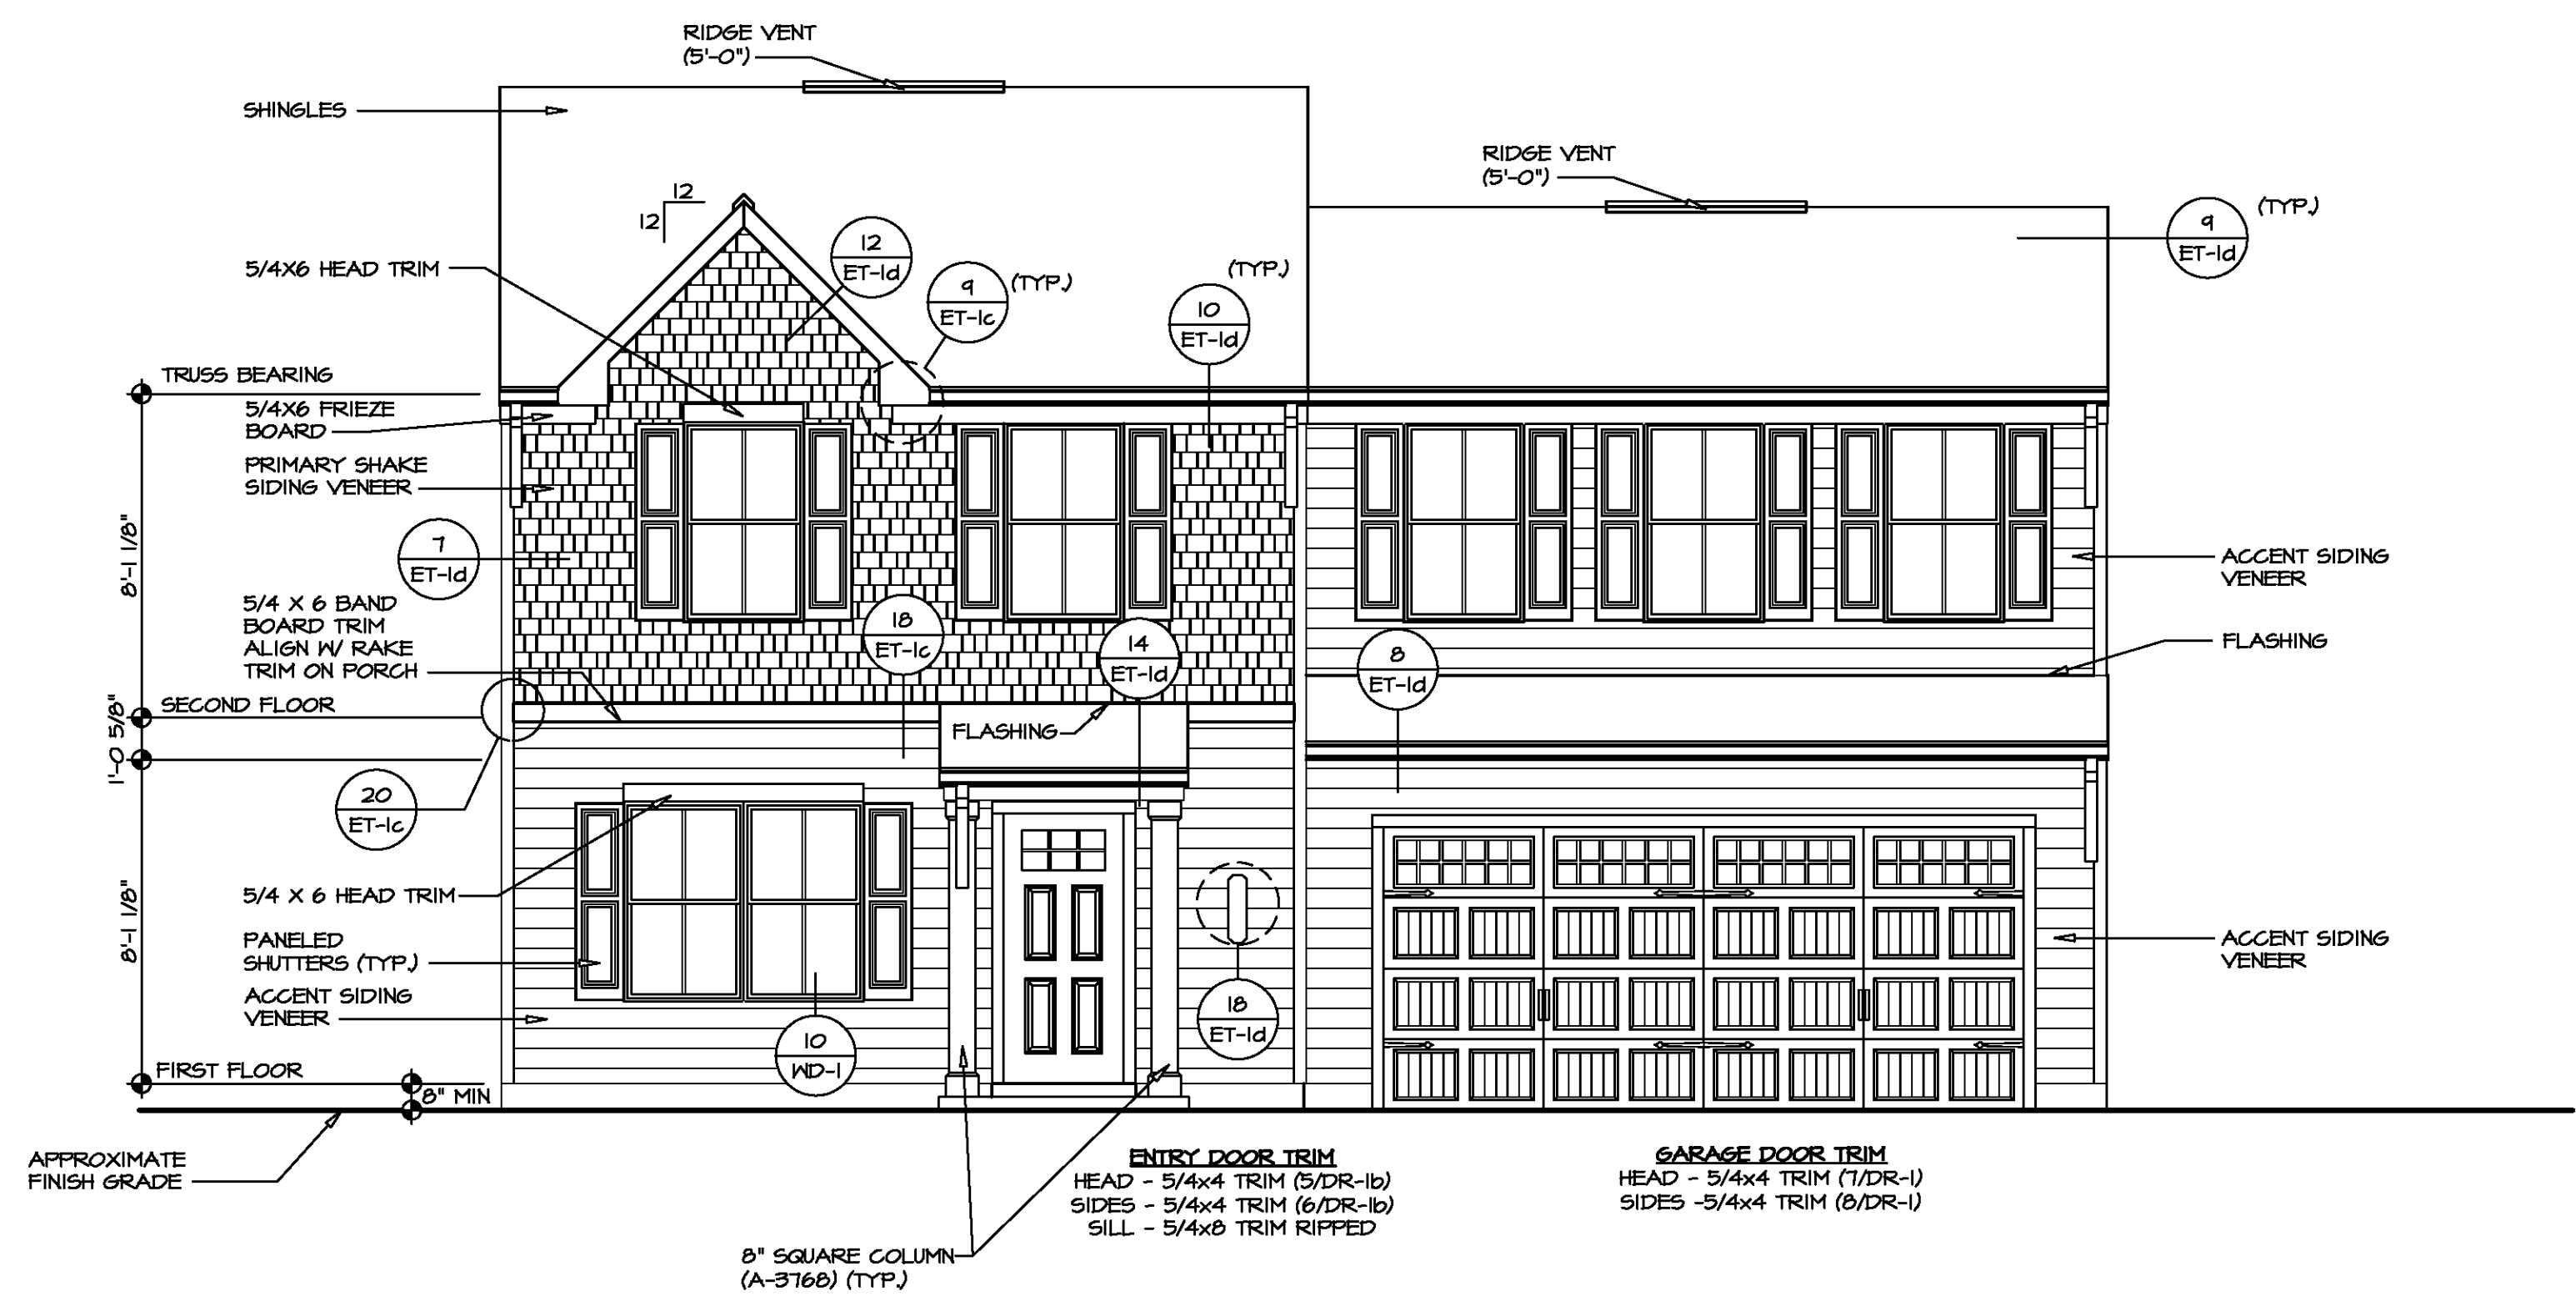 RIDGE VENT
(5'-0")
SHINGLES
RIDGE VENT
(5'-0")
12
12
9
ET-1d
(TYP.)
12
ET-1d
5/4X6 HEAD TRIM
9
ET-1c
(TYP.)
(TYP.)
10
ET-1d
TRUSS BEARING
5/4X6 FRIEZE
BOARD
PRIMARY SHAKE
SIDING VENEER
7
ET-1d
8'-1 1/8"
ACCENT SIDING
VENEER
5/4 X 6 BAND
BOARD TRIM
ALIGN W/ RAKE
TRIM ON PORCH
18
ET-1c
14
ET-1d
8
ET-1d
FLASHING
SECOND FLOOR
1'-0 5/8"
FLASHING
20
ET-1c
5/4 X 6 HEAD TRIM
8'-1 1/8"
PANELED
SHUTTERS (TYP.)
ACCENT SIDING
VENEER
ACCENT SIDING
VENEER
18
ET-1d
10
WD-1
FIRST FLOOR
8" MIN
APPROXIMATE
FINISH GRADE
ENTRY DOOR TRIM
HEAD - 5/4x4 TRIM (5/DR-1b)
SIDES - 5/4x4 TRIM (6/DR-1b)
SILL - 5/4x8 TRIM RIPPED
GARAGE DOOR TRIM
HEAD - 5/4x4 TRIM (7/DR-1)
SIDES -5/4x4 TRIM (8/DR-1)
8" SQUARE COLUMN
(A-3768) (TYP.)